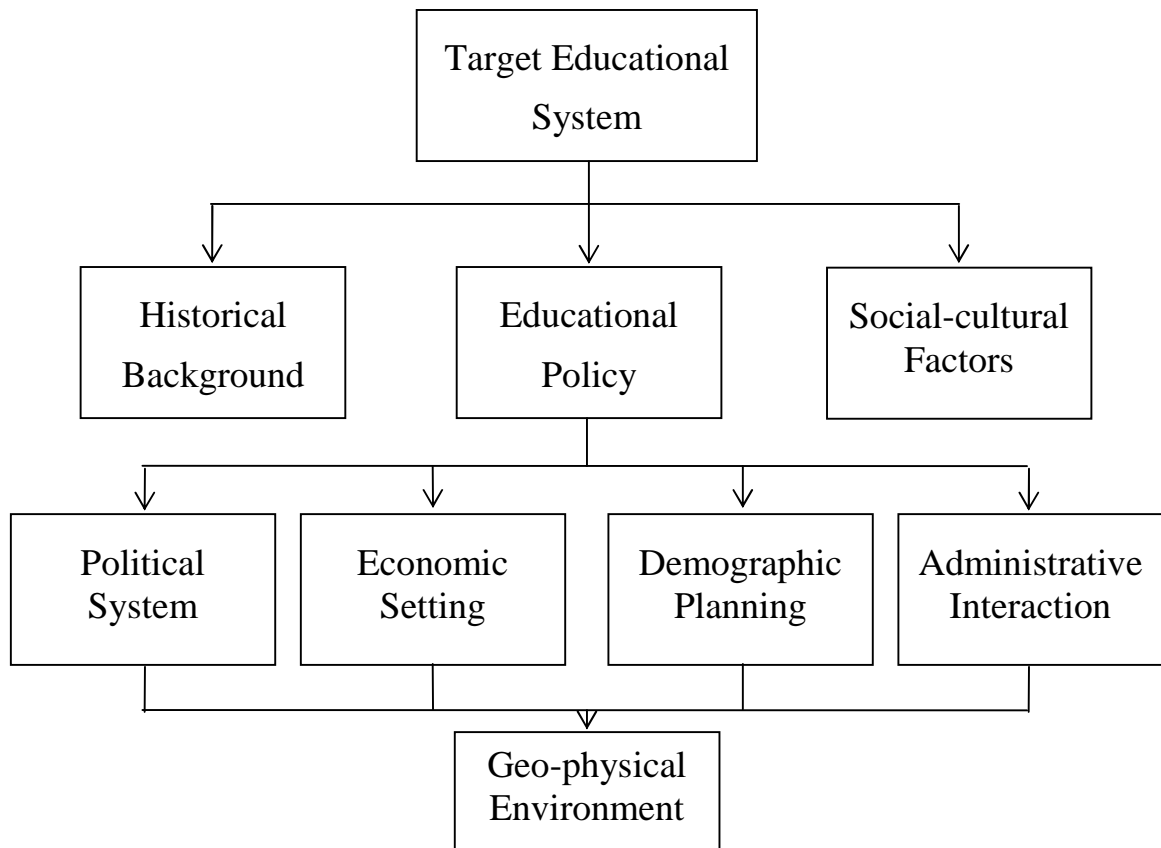 Target Educational
System
Historical
Background
Educational
Policy
Social-cultural
Factors
Political
System
Economic
Setting
Demographic
Planning
Administrative
Interaction
Geo-physical
Environment